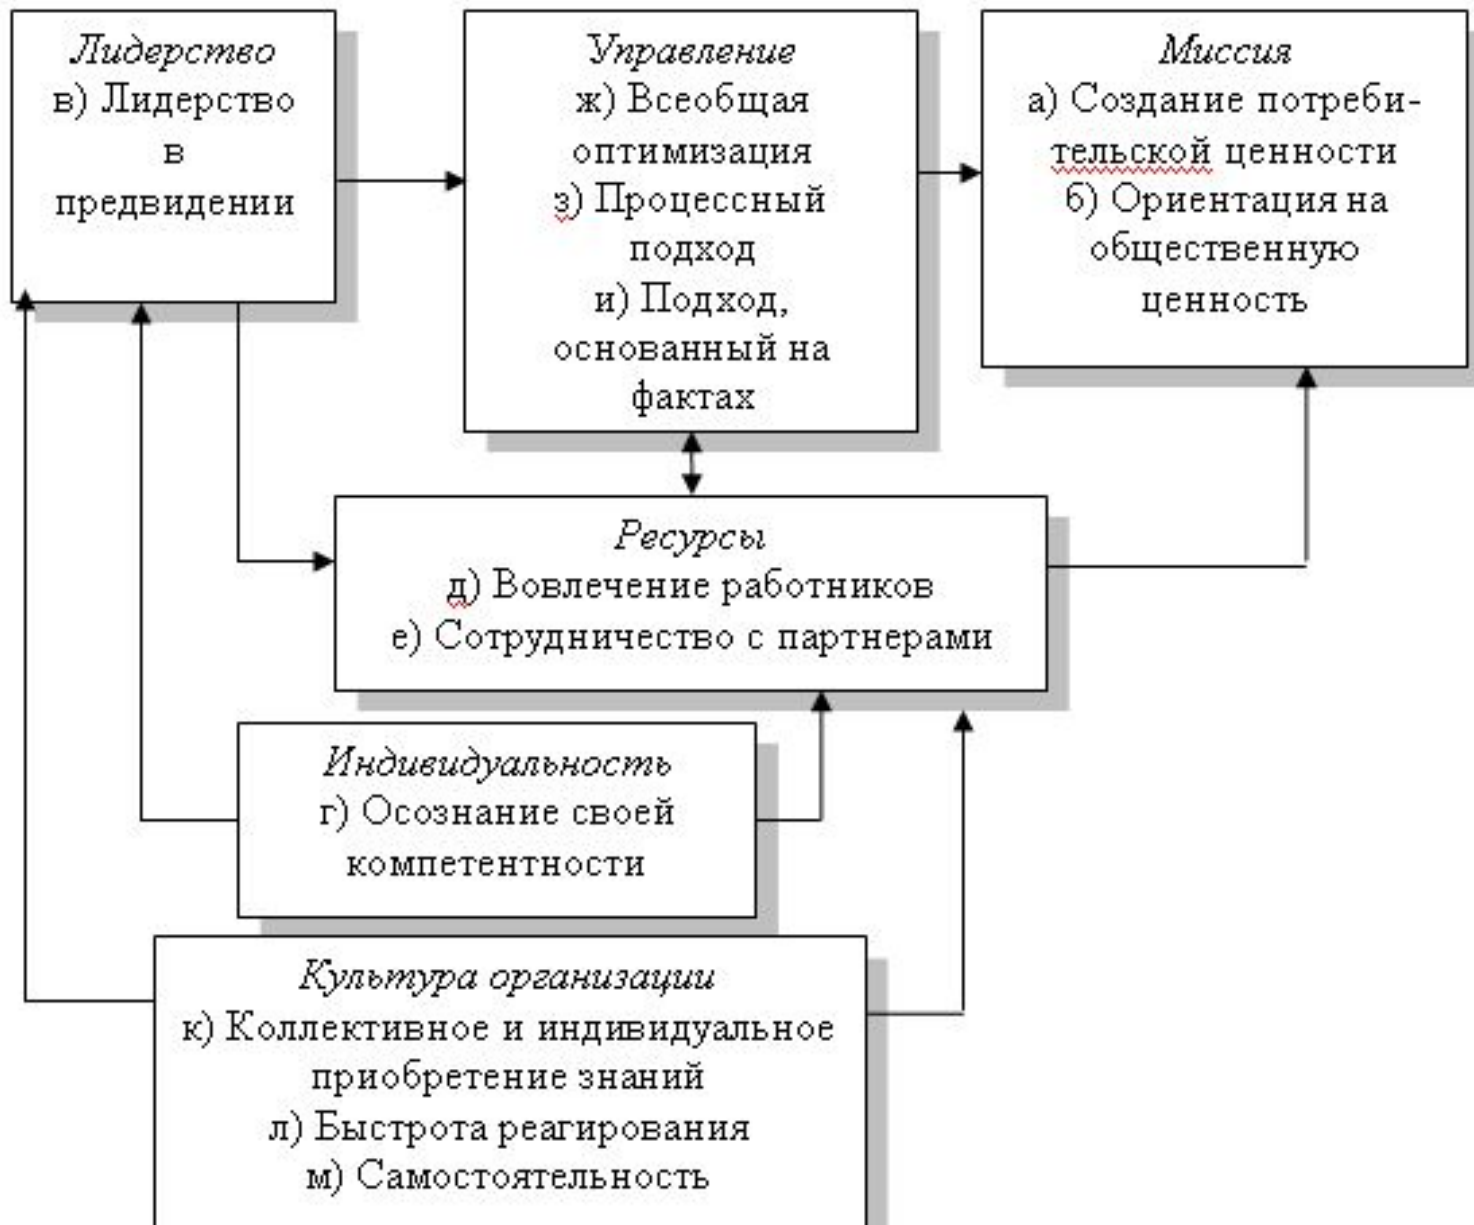 Лидерство
в) Лидерство
в
предвидении
Управление
ж) Всеобщая
оптимизация
з) Процессный
подход
и) Подход,
основанный на
фактах
Миссия
а) Создание потреби-
тельской ценности
б) Ориентация на
общественную
ценность
Ресурсы
д) Вовлечение работников
е) Сотрудничество с партнерами
Индивидуальность
г) Осознание своей
компетентности
Культура организации
к) Коллективное и индивидуальное
приобретение знаний
л) Быстрота реагирования
м) Самостоятельность